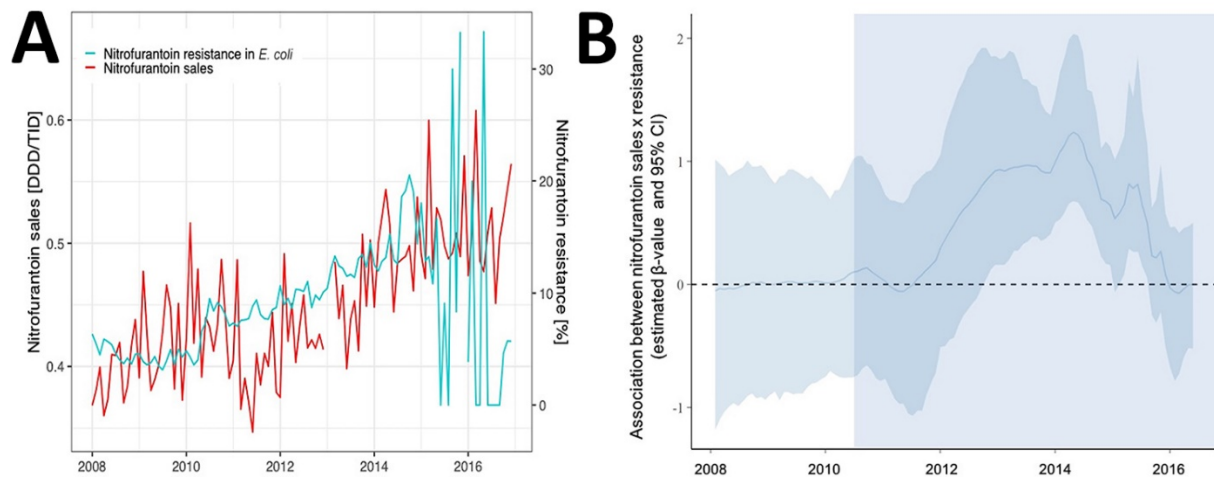 A
Nitrofurantoin resistance in E. coli
Nitrofurantoin sales
Nitrofurantoin sales [DDD/TID]
0.6
0.5
0.4
Nitrofurantoin resistance [%]
30
20
10
0
2008
2010
2012
2014
2016
B
Association between nitrofurantoin sales x resistance
(estimated β-value and 95% CI)
2
1
0
-1
2008
2010
2012
2014
2016